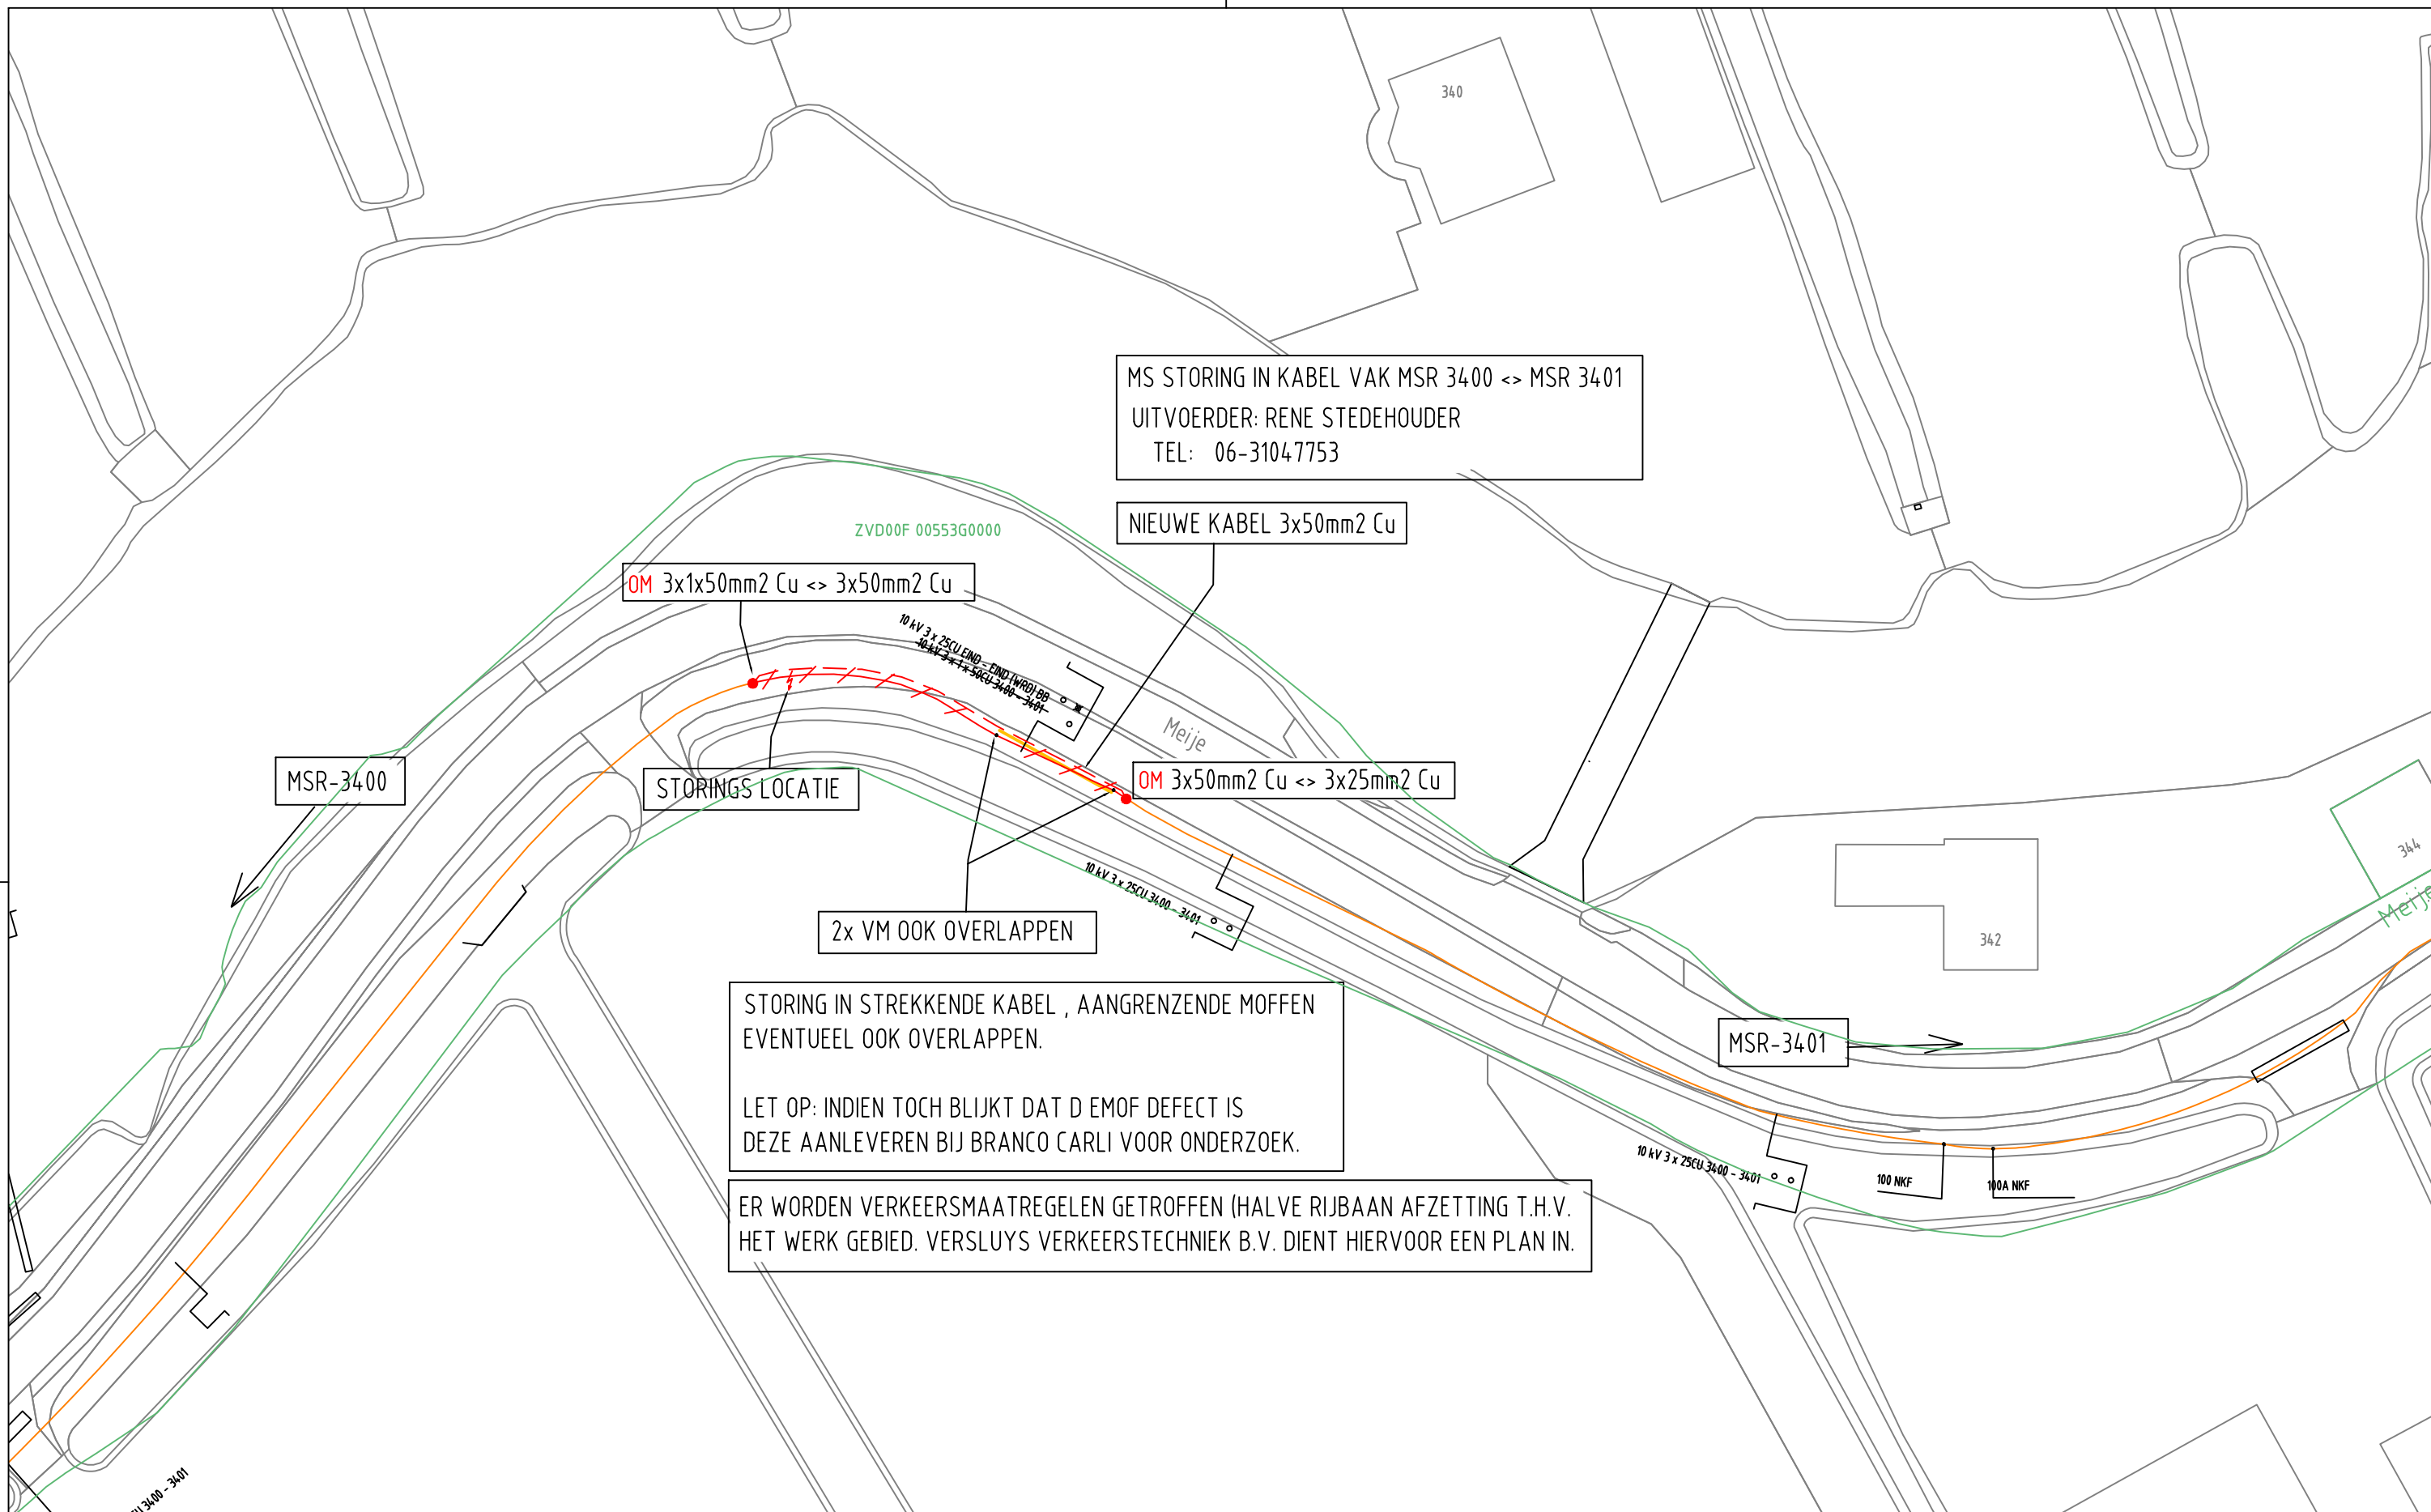 340
MS STORING IN KABEL VAK MSR 3400 <> MSR 3401
UITVOERDER: RENE STEDEHOUDER
TEL: 06-31047753
NIEUWE KABEL 3x50mm2 Cu
ZVD00F 00553G0000
OM 3x1x50mm2 Cu <> 3x50mm2 Cu
10 kV 3 x 25CU EIND - EIND (WRD) BB
10 kV 3 x 1 x 50CU 3400 - 3401
Meije
MSR-3400
STORINGS LOCATIE
OM 3x50mm2 Cu <> 3x25mm2 Cu
344
Meije
10 kV 3 x 25CU 3400 - 3401
2x VM OOK OVERLAPPEN
342
STORING IN STREKKENDE KABEL , AANGRENZENDE MOFFEN
EVENTUEEL OOK OVERLAPPEN.
LET OP: INDIEN TOCH BLIJKT DAT D EMOF DEFECT IS
DEZE AANLEVEREN BIJ BRANCO CARLI VOOR ONDERZOEK.
MSR-3401
10 kV 3 x 25CU 3400 - 3401
100 NKF
100A NKF
ER WORDEN VERKEERSMAATREGELEN GETROFFEN (HALVE RIJBAAN AFZETTING T.H.V.
HET WERK GEBIED. VERSLUYS VERKEERSTECHNIEK B.V. DIENT HIERVOOR EEN PLAN IN.
3400 - 3401